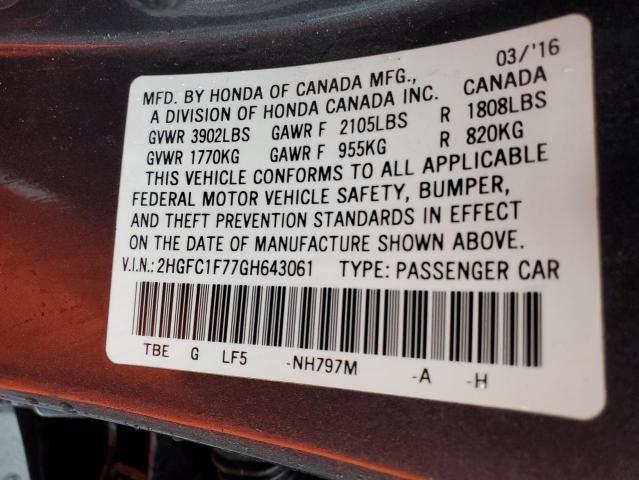 03/'16
MFD. BY HONDA OF CANADA MFG., CANADA
A DIVISION OF HONDA CANADA INC.
GVWR 3902LBS GAWR F 2105LBS R 1808LBS
GVWR 1770KG GAWR F 955KG R 820KG
THIS VEHICLE CONFORMS TO ALL APPLICABLE
FEDERAL MOTOR VEHICLE SAFETY, BUMPER,
AND THEFT PREVENTION STANDARDS IN EFFECT
ON THE DATE OF MANUFACTURE SHOWN ABOVE.
V.I.N.: 2HGFC1F77GH643061 TYPE: PASSENGER CAR
TBE G LF5 -NH797M -A -H